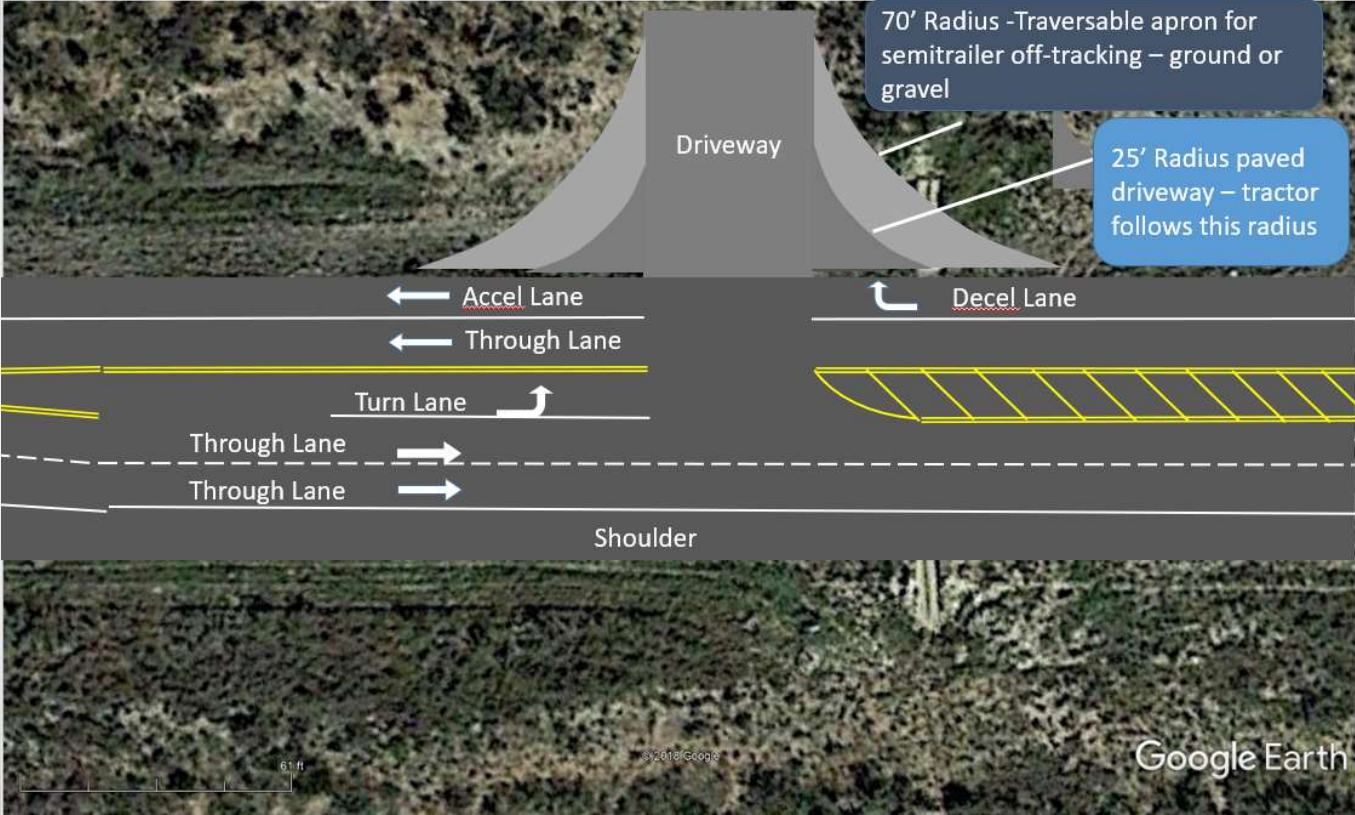 70’ Radius -Traversable apron for
semitrailer off-tracking – ground or
gravel
Driveway
25’ Radius paved
driveway – tractor
follows this radius
Accel Lane
Decel Lane
Through Lane
Turn Lane
Through Lane
Through Lane
Shoulder
©2018 Google
Google Earth
61 ft